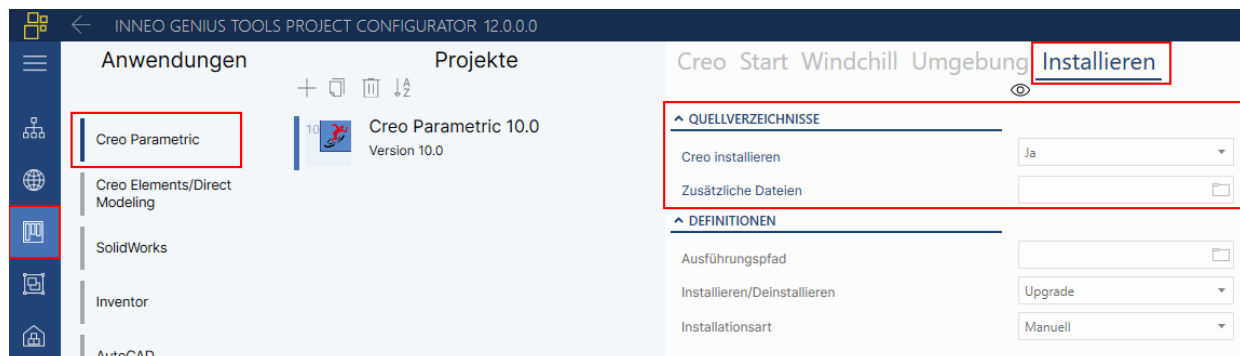 INNEO GENIUS TOOLS PROJECT CONFIGURATOR 12.0.0.0
Anwendungen
Creo Parametric
Creo Elements/Direct
Modeling
SolidWorks
Inventor
AutoCAD
Projekte
10
Creo Parametric 10.0
Version 10.0
Creo Start Windchill Umgebung Installieren
QUELLVERZEICHNISSE
Creo installieren Ja
Zusätzliche Dateien
DEFINITIONEN
Ausführungspfad
Installieren/Deinstallieren Upgrade
Installationsart Manuell